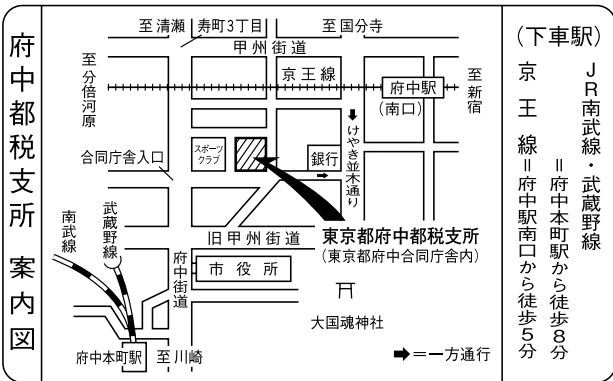 府中都税支所 案内図
至清瀬
寿町3丁目
至国分寺
甲州街道
至分倍河原
京王線
府中駅
(南口)
至新宿
けやき並木通り
スポーツ
クラブ
銀行
合同庁舎入口
旧甲州街道
東京都府中都税支所
(東京都府中合同庁舎内)
南武線
武蔵野線
府中街道
市役所
大国魂神社
府中本町駅
至川崎
=一方通行
(下車駅)
JR南武線・武蔵野線
=府中本町駅から徒歩8分
京王線=府中駅南口から徒歩5分